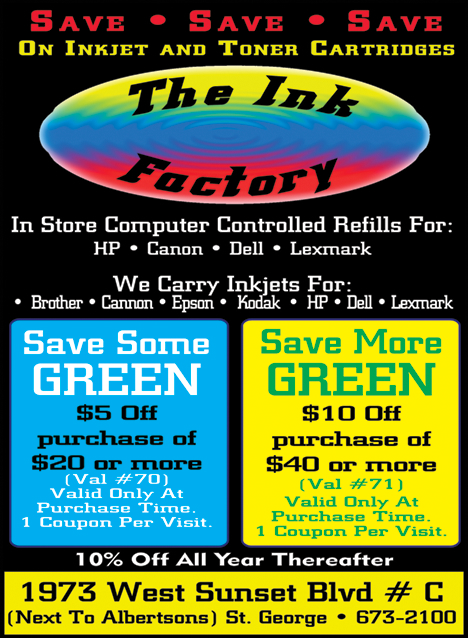 Save • Save • Save
On Inkjet and Toner Cartridges
The Ink
Factory
In Store Computer Controlled Refills For:
HP • Canon • Dell • Lexmark
We Carry Inkjets For:
• Brother • Cannon • Epson • Kodak • HP • Dell • Lexmark
Save Some
GREEN
$5 Off
purchase of
$20 or more
(Val #70)
Valid Only At
Purchase Time.
1 Coupon Per Visit.
Save More
GREEN
$10 Off
purchase of
$40 or more
(Val #71)
Valid Only At
Purchase Time.
1 Coupon Per Visit.
10% Off All Year Thereafter
1973 West Sunset Blvd # C
(Next To Albertsons) St. George • 673-2100